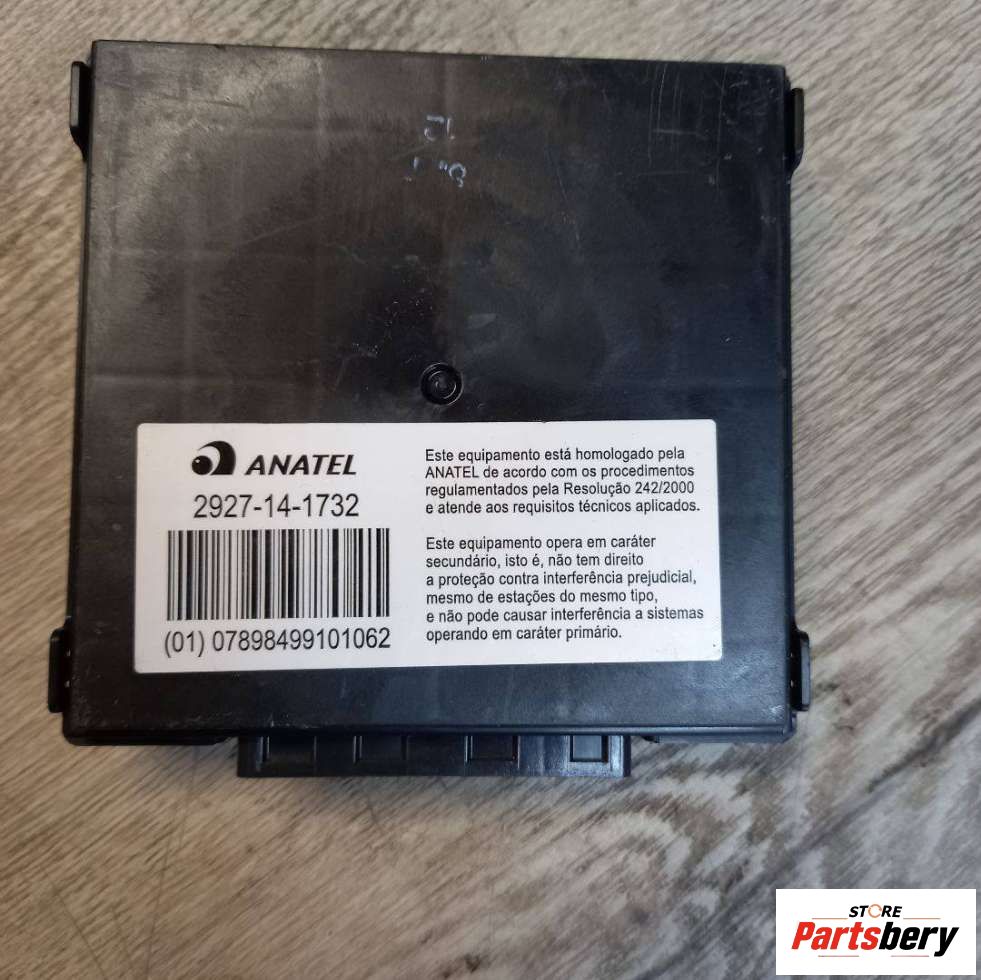 ANATEL
2927-14-1732
(01) 07898499101062
Este equipamento está homologado pela
ANATEL de acordo com os procedimentos
regulamentados pela Resolução 242/2000
e atende aos requisitos técnicos aplicados.
Este equipamento opera em caráter
secundário, isto é, não tem direito
a proteção contra interferência prejudicial,
mesmo de estações do mesmo tipo,
e não pode causar interferência a sistemas
operando em caráter primário.
STORE
Partsbery